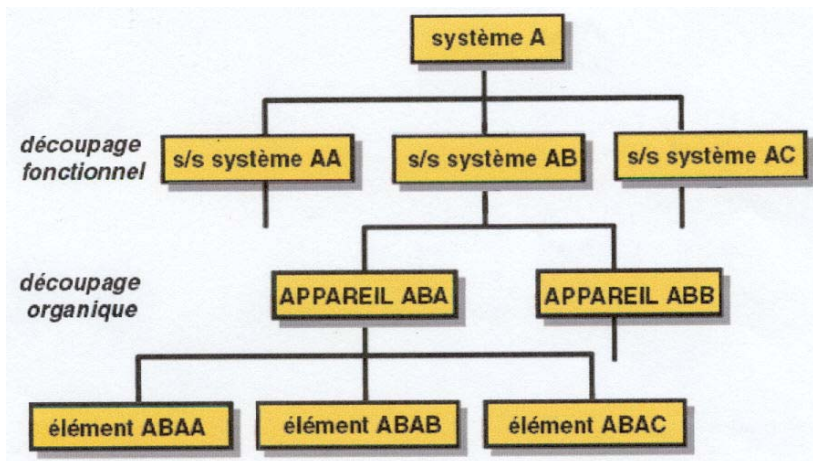 système A
découpage
fonctionnel
s/s système AA
s/s système AB
s/s système AC
découpage
organique
APPAREIL ABA
APPAREIL ABB
élément ABAA
élément ABAB
élément ABAC